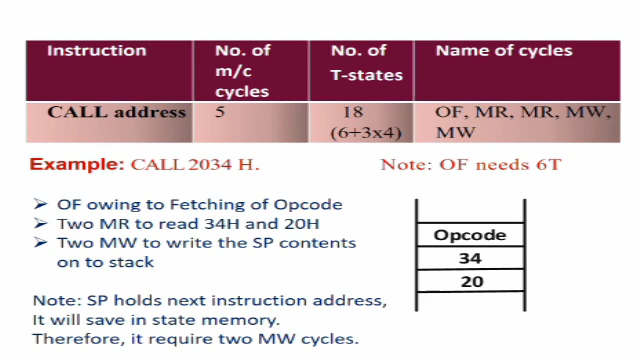 Instruction No. of m/c cycles No. of T-states Name of cycles
CALL address 5 18 (6+3x4) OF, MR, MR, MW, MW
Example: CALL 2034 H. Note: OF needs 6T
➢ OF owing to Fetching of Opcode
➢ Two MR to read 34H and 20H
➢ Two MW to write the SP contents
on to stack
Opcode
34
20
Note: SP holds next instruction address,
It will save in state memory.
Therefore, it require two MW cycles.